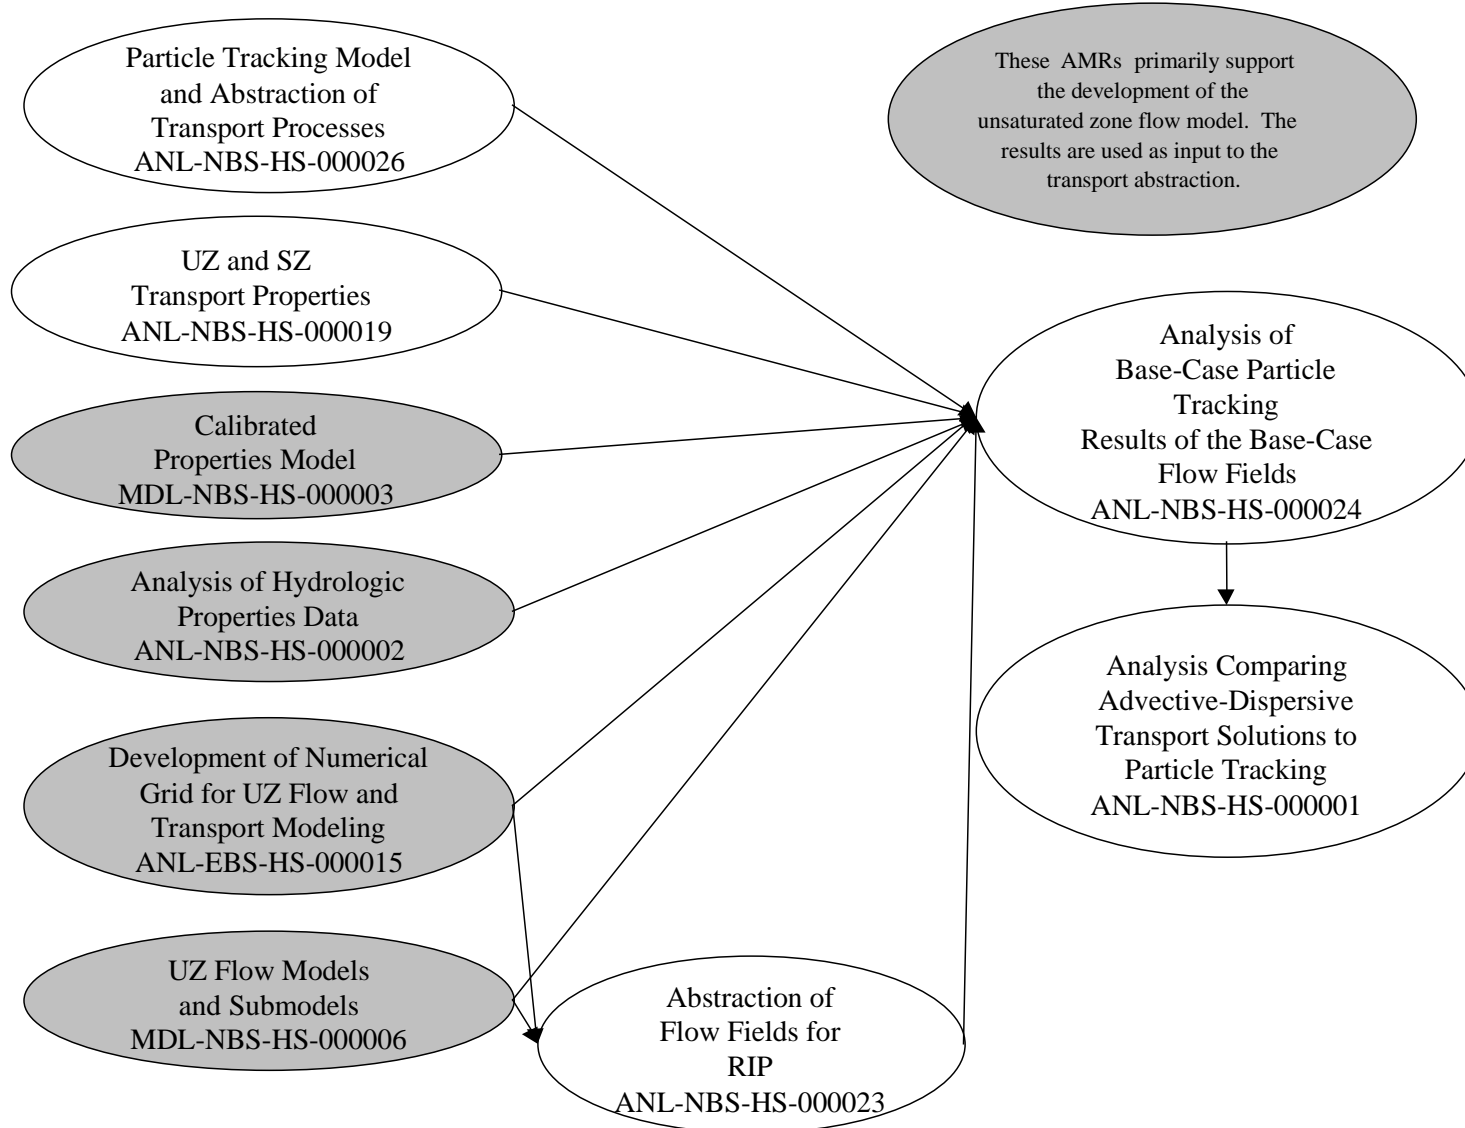 Particle Tracking Model
and Abstraction of
Transport Processes
ANL-NBS-HS-000026
These AMRs primarily support
the development of the
unsaturated zone flow model. The
results are used as input to the
transport abstraction.
UZ and SZ
Transport Properties
ANL-NBS-HS-000019
Calibrated
Properties Model
MDL-NBS-HS-000003
Analysis of Hydrologic
Properties Data
ANL-NBS-HS-000002
Development of Numerical
Grid for UZ Flow and
Transport Modeling
ANL-EBS-HS-000015
UZ Flow Models
and Submodels
MDL-NBS-HS-000006
Abstraction of
Flow Fields for
RIP
ANL-NBS-HS-000023
Analysis of
Base-Case Particle
Tracking
Results of the Base-Case
Flow Fields
ANL-NBS-HS-000024
Analysis Comparing
Advective-Dispersive
Transport Solutions to
Particle Tracking
ANL-NBS-HS-000001